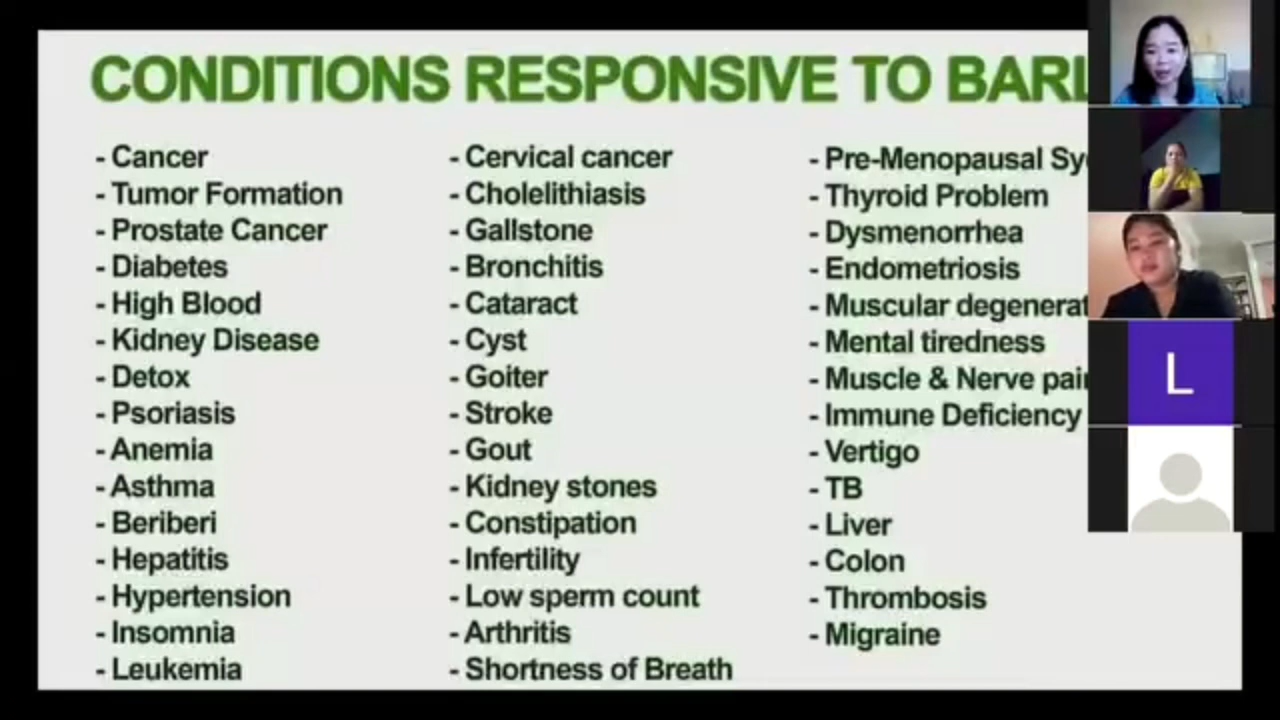 CONDITIONS RESPONSIVE TO
- Cancer
- Tumor Formation
- Prostate Cancer
- Diabetes
- High Blood
- Kidney Disease
- Detox
- Psoriasis
- Anemia
- Asthma
- Beriberi
- Hepatitis
- Hypertension
- Insomnia
- Leukemia
- Cervical cancer
- Cholelithiasis
- Gallstone
- Bronchitis
- Cataract
- Cyst
- Goiter
- Stroke
- Gout
- Kidney stones
- Constipation
- Infertility
- Low sperm count
- Arthritis
- Shortness of Breath
- Pre-Menopausal
- Thyroid Problem
- Dysmenorrhea
- Endometriosis
- Muscular
- Mental tiredness
- Muscle & Nerve
- Immune Deficiency
- Vertigo
- TB
- Liver
- Colon
- Thrombosis
- Migraine
L